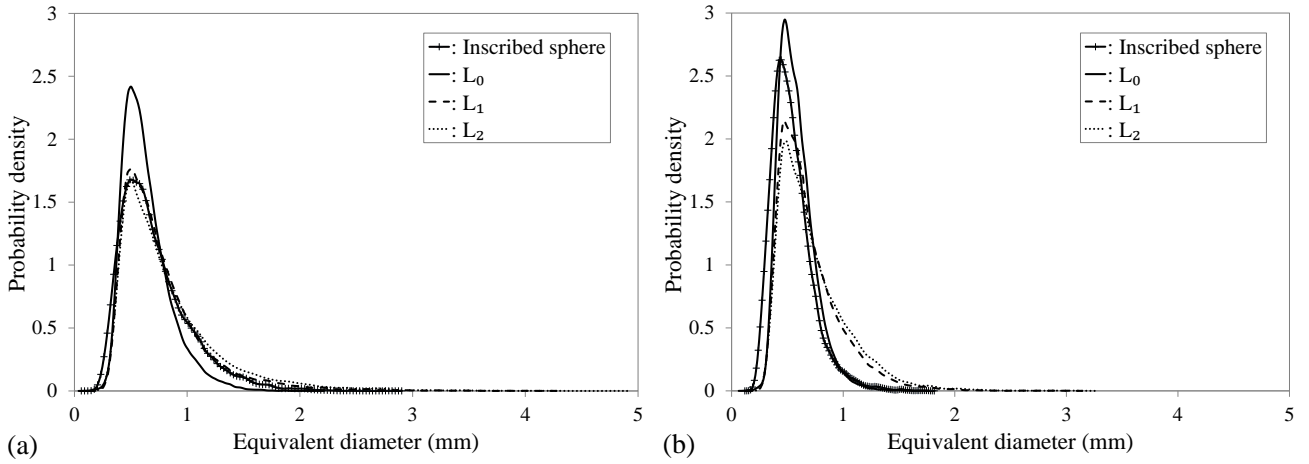 3
2.5
2
1.5
1
0.5
0
Probability density
: Inscribed sphere
: L₀
: L₁
: L₂
0 1 2 3 4 5
Equivalent diameter (mm)
(a)
3
2.5
2
1.5
1
0.5
0
Probability density
: Inscribed sphere
: L₀
: L₁
: L₂
0 1 2 3 4 5
Equivalent diameter (mm)
(b)